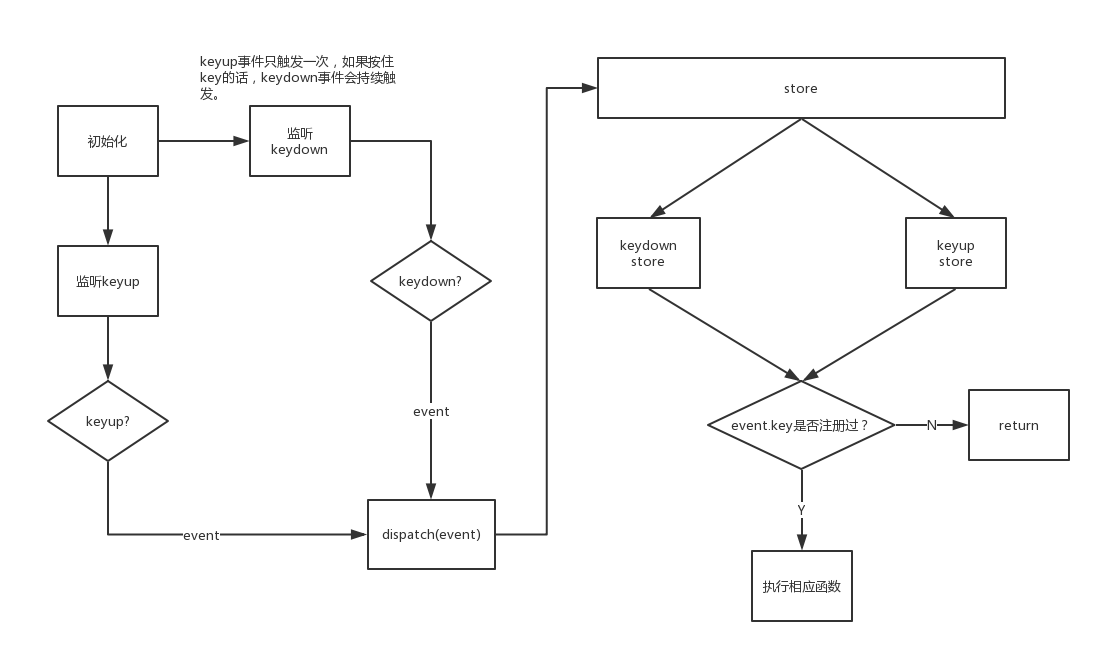 keyup事件只触发一次，如果按住
key的话，keydown事件会持续触
发。
初始化
监听
keydown
监听keyup
keydown?
keyup?
event
event
dispatch(event)
store
keydown
store
keyup
store
event.key是否注册过？
N
return
Y
执行相应函数